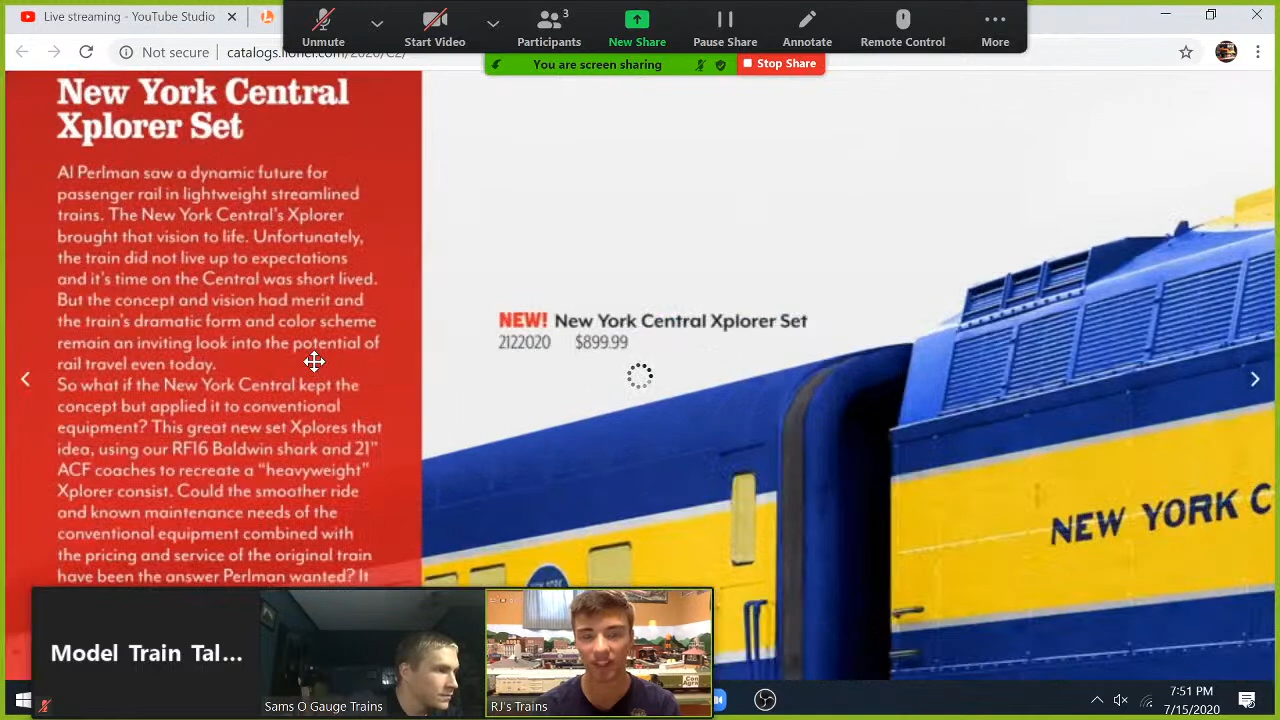 Live streaming - YouTube Studio
Unmute
Start Video
3
Participants
New Share
Pause Share
Annotate
Remote Control
More
Not secure
You are screen sharing
Stop Share
New York Central
Xplorer Set
Al Perlman saw a dynamic future for
passenger rail in lightweight streamlined
trains. The New York Central's Xplorer
brought that vision to life. Unfortunately,
the train did not live up to expectations
and it's time on the Central was short lived.
But the concept and vision had merit and
the train's dramatic form and color scheme
remain an inviting look into the potential of
rail travel even today.
So what if the New York Central kept the
concept but applied it to conventional
equipment? This great new set Xplores that
idea, using our RF16 Baldwin shark and 21"
ACF coaches to recreate a "heavyweight"
Xplorer consist. Could the smoother ride
and known maintenance needs of the
conventional equipment combined with
the pricing and service of the original train
have been the answer Perlman wanted? It
NEW! New York Central Xplorer Set
2122020 $899.99
NEW YORK C
Model Train Tal...
Sams O Gauge Trains
RJ's Trains
7:51 PM
7/15/2020